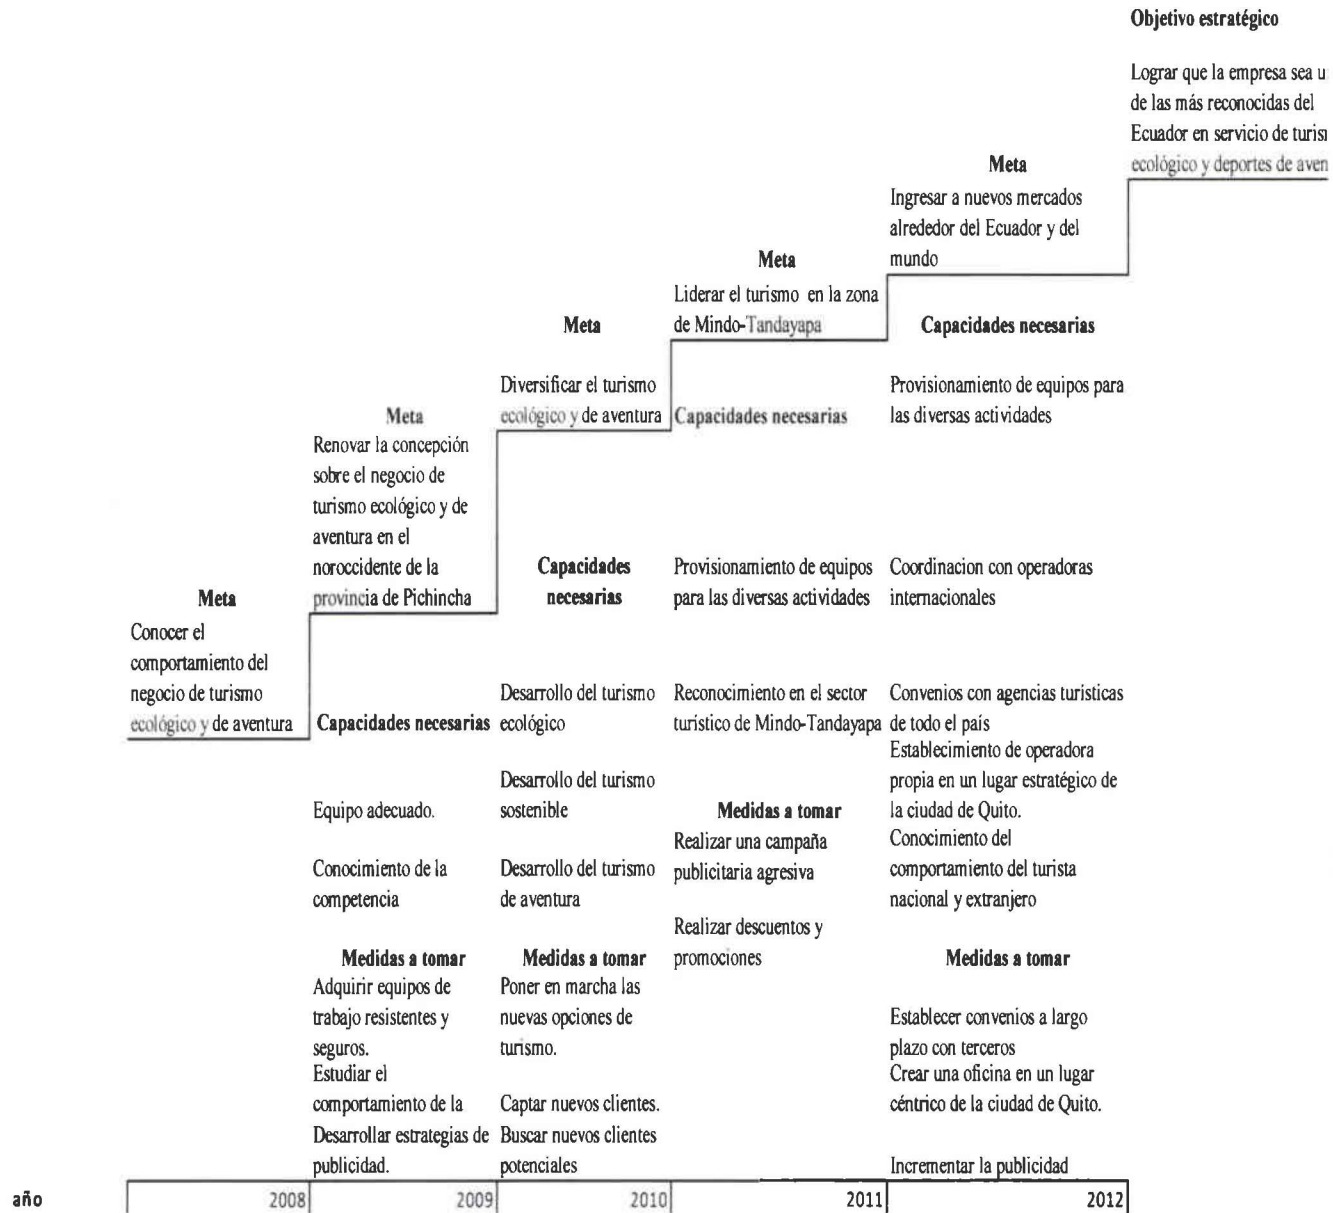 Objetivo estratégico
Lograr que la empresa sea u
de las más reconocidas del
Ecuador en servicio de turis
ecológico y deportes de aven
Meta
Ingresar a nuevos mercados
alrededor del Ecuador y del
mundo
Capacidades necesarias
Provisionamiento de equipos para
las diversas actividades
Coordinacion con operadoras
internacionales
Convenios con agencias turísticas
de todo el país
Establecimiento de operadora
propia en un lugar estratégico de
la ciudad de Quito.
Conocimiento del
comportamiento del turista
nacional y extranjero
Medidas a tomar
Establecer convenios a largo
plazo con terceros
Crear una oficina en un lugar
céntrico de la ciudad de Quito.
Incrementar la publicidad
Meta
Liderar el turismo en la zona
de Mindo-Tandayapa
Capacidades necesarias
Provisionamiento de equipos
para las diversas actividades
Reconocimiento en el sector
turístico de Mindo-Tandayapa
Medidas a tomar
Realizar una campaña
publicitaria agresiva
Realizar descuentos y
promociones
Meta
Diversificar el turismo
ecológico y de aventura
Capacidades
necesarias
Desarrollo del turismo
ecológico
Desarrollo del turismo
sostenible
Desarrollo del turismo
de aventura
Medidas a tomar
Poner en marcha las
nuevas opciones de
turismo.
Captar nuevos clientes.
Buscar nuevos clientes
potenciales
Meta
Renovar la concepción
sobre el negocio de
turismo ecológico y de
aventura en el
noroccidente de la
provincia de Pichincha
Capacidades necesarias
Equipo adecuado.
Conocimiento de la
competencia
Medidas a tomar
Adquirir equipos de
trabajo resistentes y
seguros.
Estudiar el
comportamiento de la
Desarrollar estrategias de
publicidad.
Meta
Conocer el
comportamiento del
negocio de turismo
ecológico y de aventura
año 2008 2009 2010 2011 2012